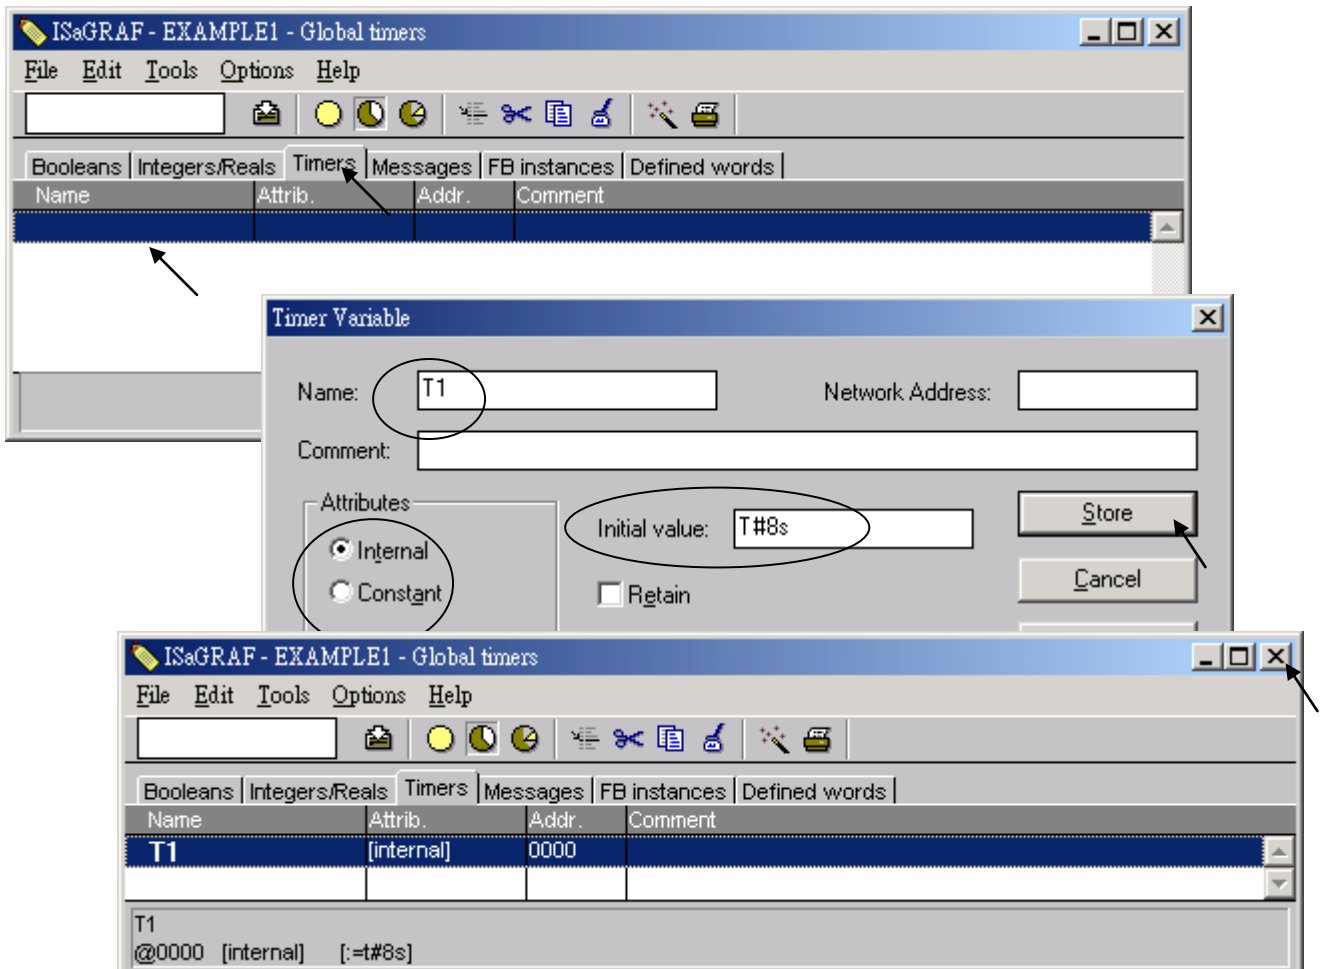 ISaGRAF - EXAMPLE1 - Global timers
File Edit Tools Options Help
Booleans Integers/Reals Timers Messages FB instances Defined words
Name Attrib. Addr. Comment
Timer Variable
Name: T1 Network Address:
Comment:
Attributes
Internal
Constant
Initial value: T#8s
Retain
Store
Cancel
ISaGRAF - EXAMPLE1 - Global timers
File Edit Tools Options Help
Booleans Integers/Reals Timers Messages FB instances Defined words
Name Attrib. Addr. Comment
T1 [internal] 0000
T1
@0000 [internal] [:=t#8s]